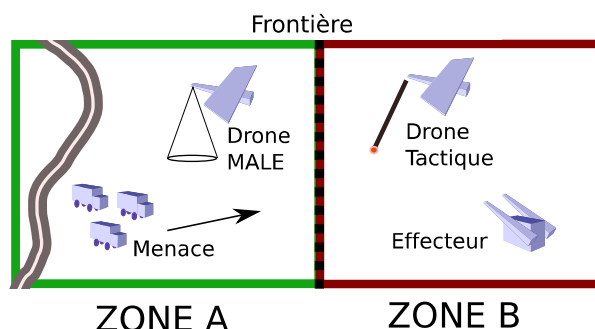 Frontière
Drone
MALE
Drone
Tactique
Menace
Effecteur
ZONE A
ZONE B